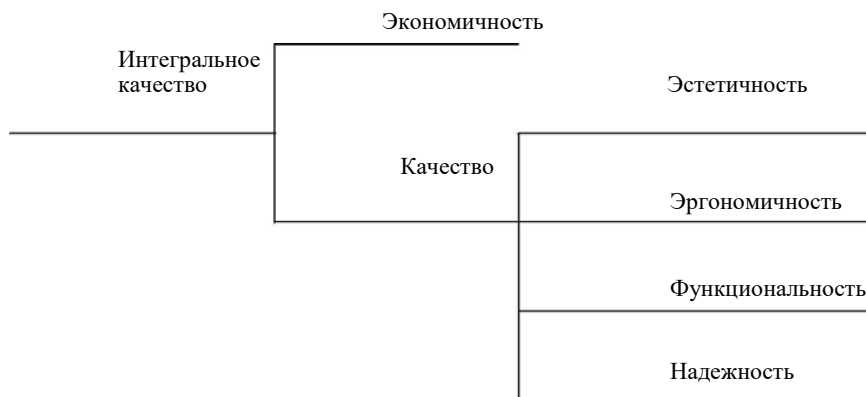 Экономичность
Интегральное
качество
Эстетичность
Качество
Эргономичность
Функциональность
Надежность